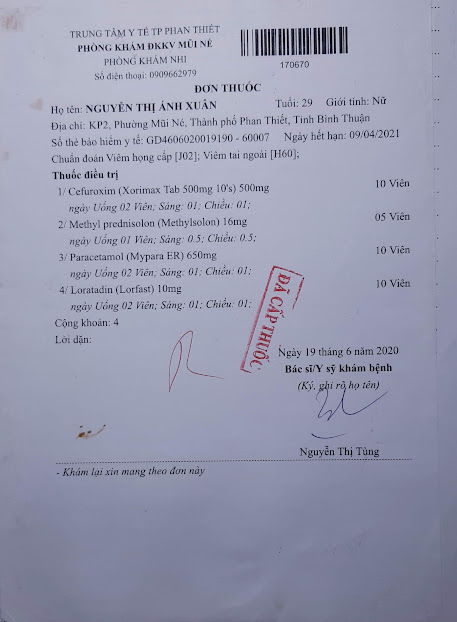 TRUNG TÂM Y TẾ TP PHAN THIẾT
PHÒNG KHÁM ĐKKV MŨI NÉ
PHÒNG KHÁM NHI
Số điện thoại: 0909662979
170670
ĐƠN THUỐC
Họ tên: NGUYỄN THỊ ÁNH XUÂN Tuổi: 29 Giới tính: Nữ
Địa chỉ: KP2, Phường Mũi Né, Thành phố Phan Thiết, Tỉnh Bình Thuận
Số thẻ bảo hiểm y tế: GD4606020019190 - 60007 Ngày hết hạn: 09/04/2021
Chuẩn đoán Viêm họng cấp [J02]; Viêm tai ngoài [H60];
Thuốc điều trị
1/ Cefuroxim (Xorimax Tab 500mg 10's) 500mg 10 Viên
ngày Uống 02 Viên; Sáng: 01; Chiều: 01;
2/ Methyl prednisolon (Methylsolon) 16mg 05 Viên
ngày Uống 01 Viên; Sáng: 0.5; Chiều: 0.5;
3/ Paracetamol (Mypara ER) 650mg 10 Viên
ngày Uống 02 Viên; Sáng: 01; Chiều: 01;
4/ Loratadin (Lorfast) 10mg 10 Viên
ngày Uống 02 Viên; Sáng: 01; Chiều: 01;
Cộng khoản: 4
Lời dặn:
ĐÃ CẤP THUỐC
Ngày 19 tháng 6 năm 2020
Bác sĩ/Y sỹ khám bệnh
(Ký, ghi rõ họ tên)
Nguyễn Thị Tùng
- Khám lại xin mang theo đơn này